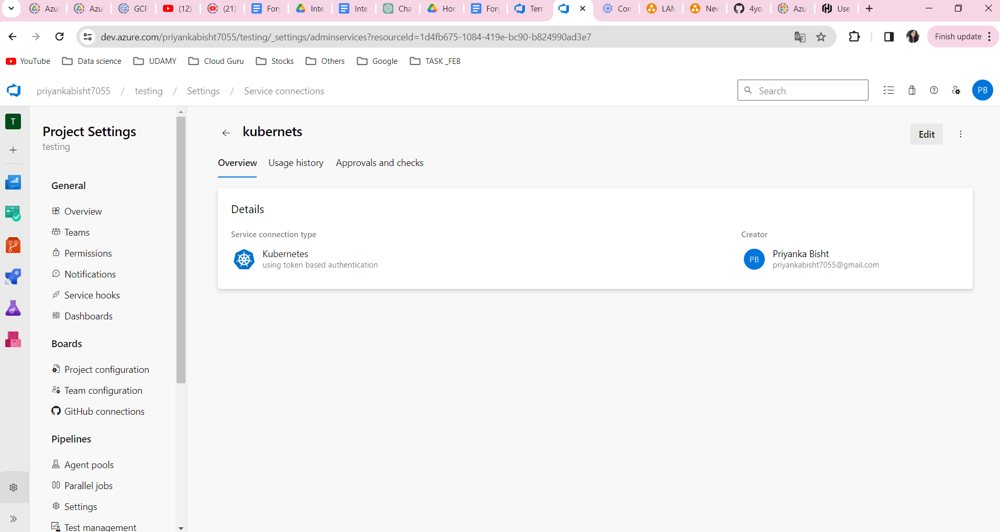 Azu
Azu
GCP
(12)
(21)
Fory
Inte
Inte
Cha
Hor
Fory
Terr
Con
LAM
New
4yo
Azu
Use
dev.azure.com/priyankabisht7055/testing/_settings/adminservices?resourceId=1d4fb675-1084-419e-bc90-b824990ad3e7
Finish update
YouTube
Data science
UDAMY
Cloud Guru
Stocks
Others
Google
TASK _FEB
priyankabisht7055 / testing / Settings / Service connections
Search
PB
T
Project Settings
testing
General
Overview
Teams
Permissions
Notifications
Service hooks
Dashboards
Boards
Project configuration
Team configuration
GitHub connections
Pipelines
Agent pools
Parallel jobs
Settings
Test management
kubernets
Edit
Overview
Usage history
Approvals and checks
Details
Service connection type
Kubernetes
using token based authentication
Creator
PB
Priyanka Bisht
priyankabisht7055@gmail.com